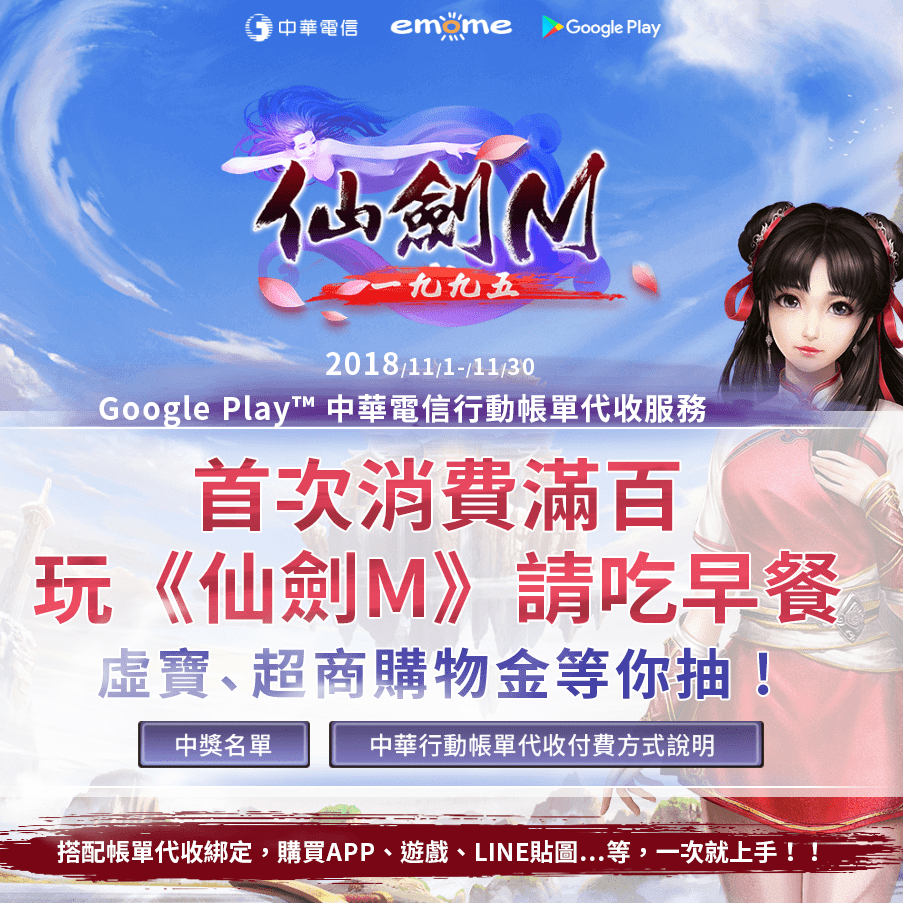 中華電信 emome Google Play
仙劍M
一九九五
2018/11/1-/11/30
Google Play™ 中華電信行動帳單代收服務
首次消費滿百
玩《仙劍M》請吃早餐
虛寶、超商購物金等你抽！
中獎名單 中華行動帳單代收付費方式說明
搭配帳單代收綁定，購買APP、遊戲、LINE貼圖...等，一次就上手！！